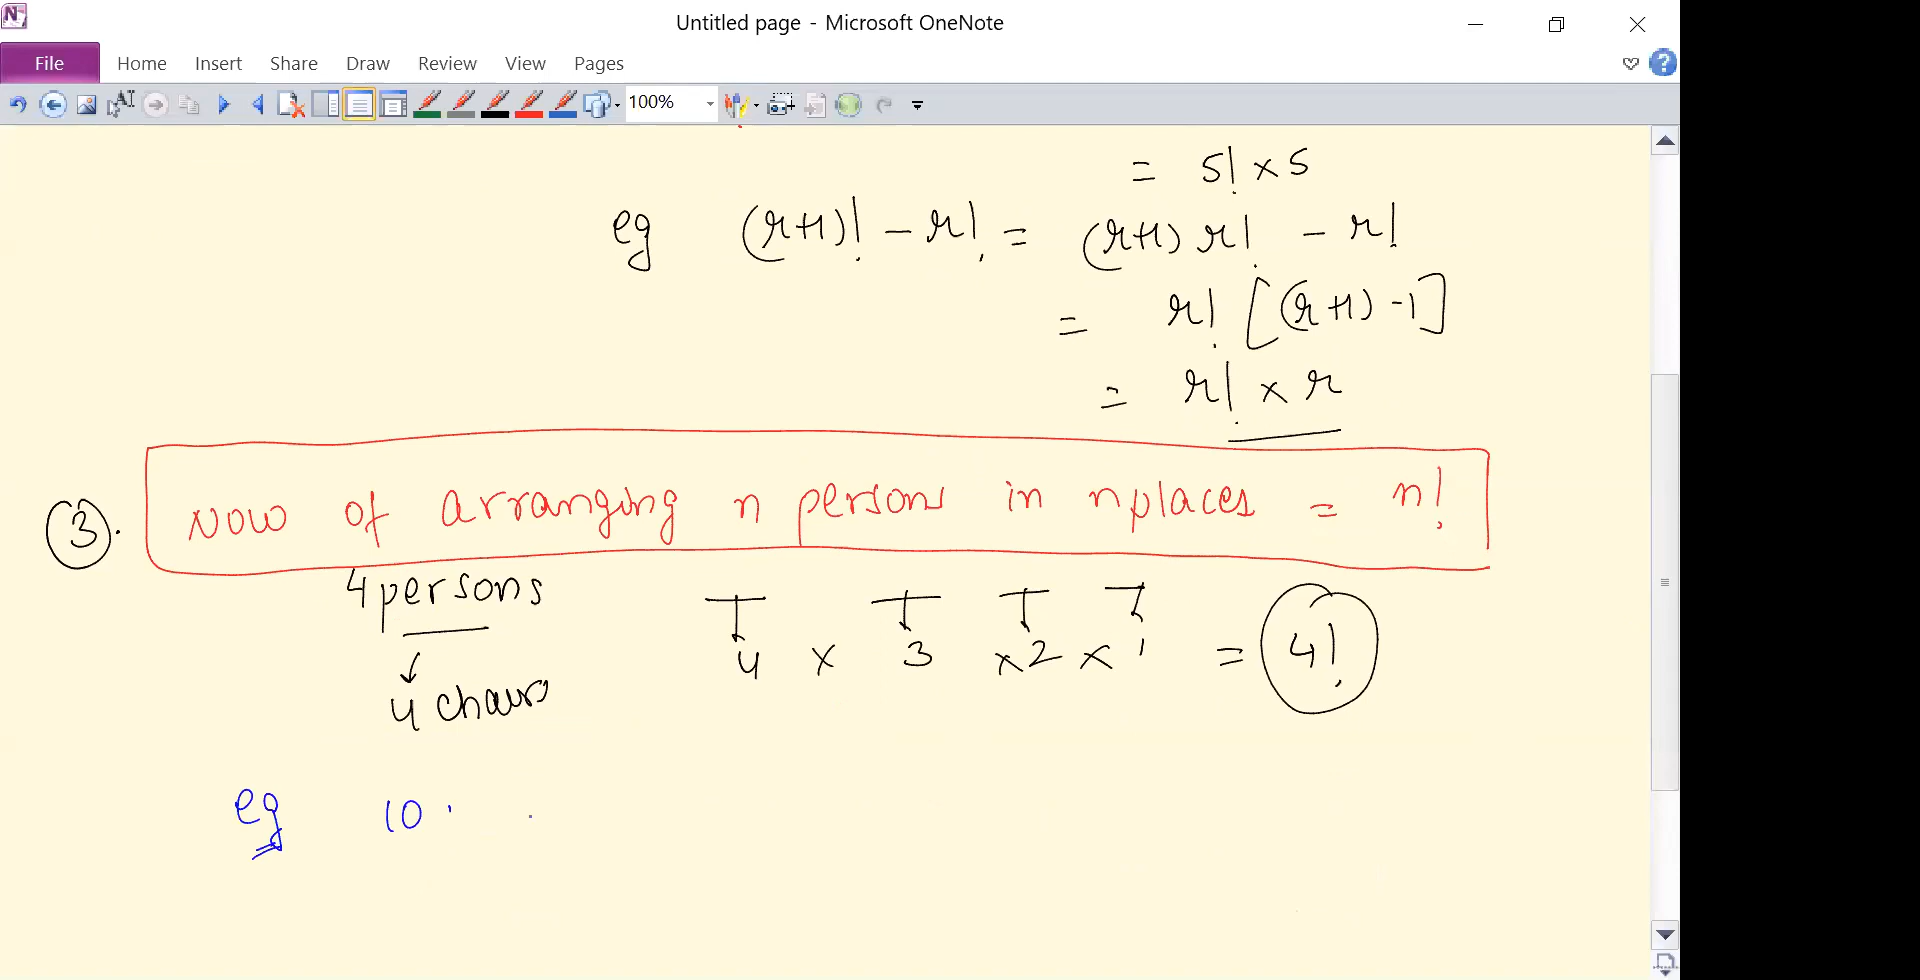 Untitled page - Microsoft OneNote
File Home Insert Share Draw Review View Pages
100%
= 5! × 5
eg (r+1)! - r! = (r+1) r! - r!
= r! [(r+1) -1]
= r! × r
3. NOW of arranging n persons in n places = n!
4 persons
4 × 3 × 2 × 1 = 4!
4 chairs
eg 10